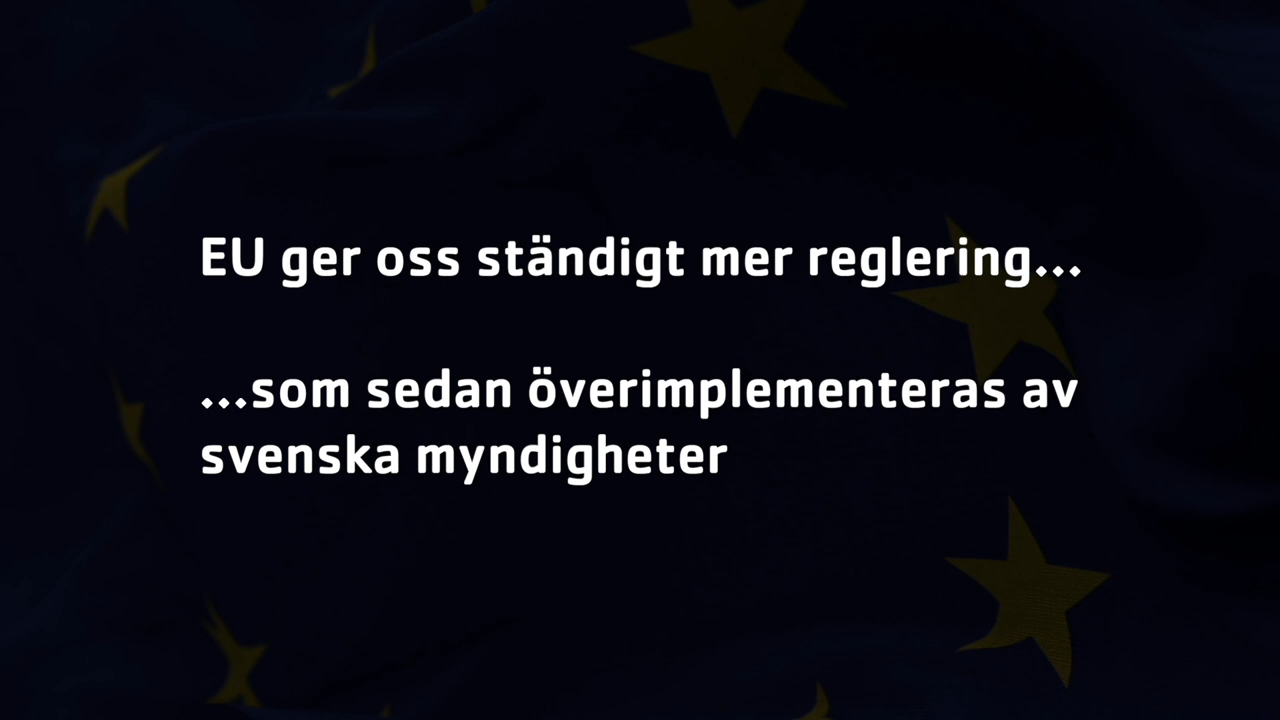 EU ger oss ständigt mer reglering...
...som sedan överimplementeras av
svenska myndigheter